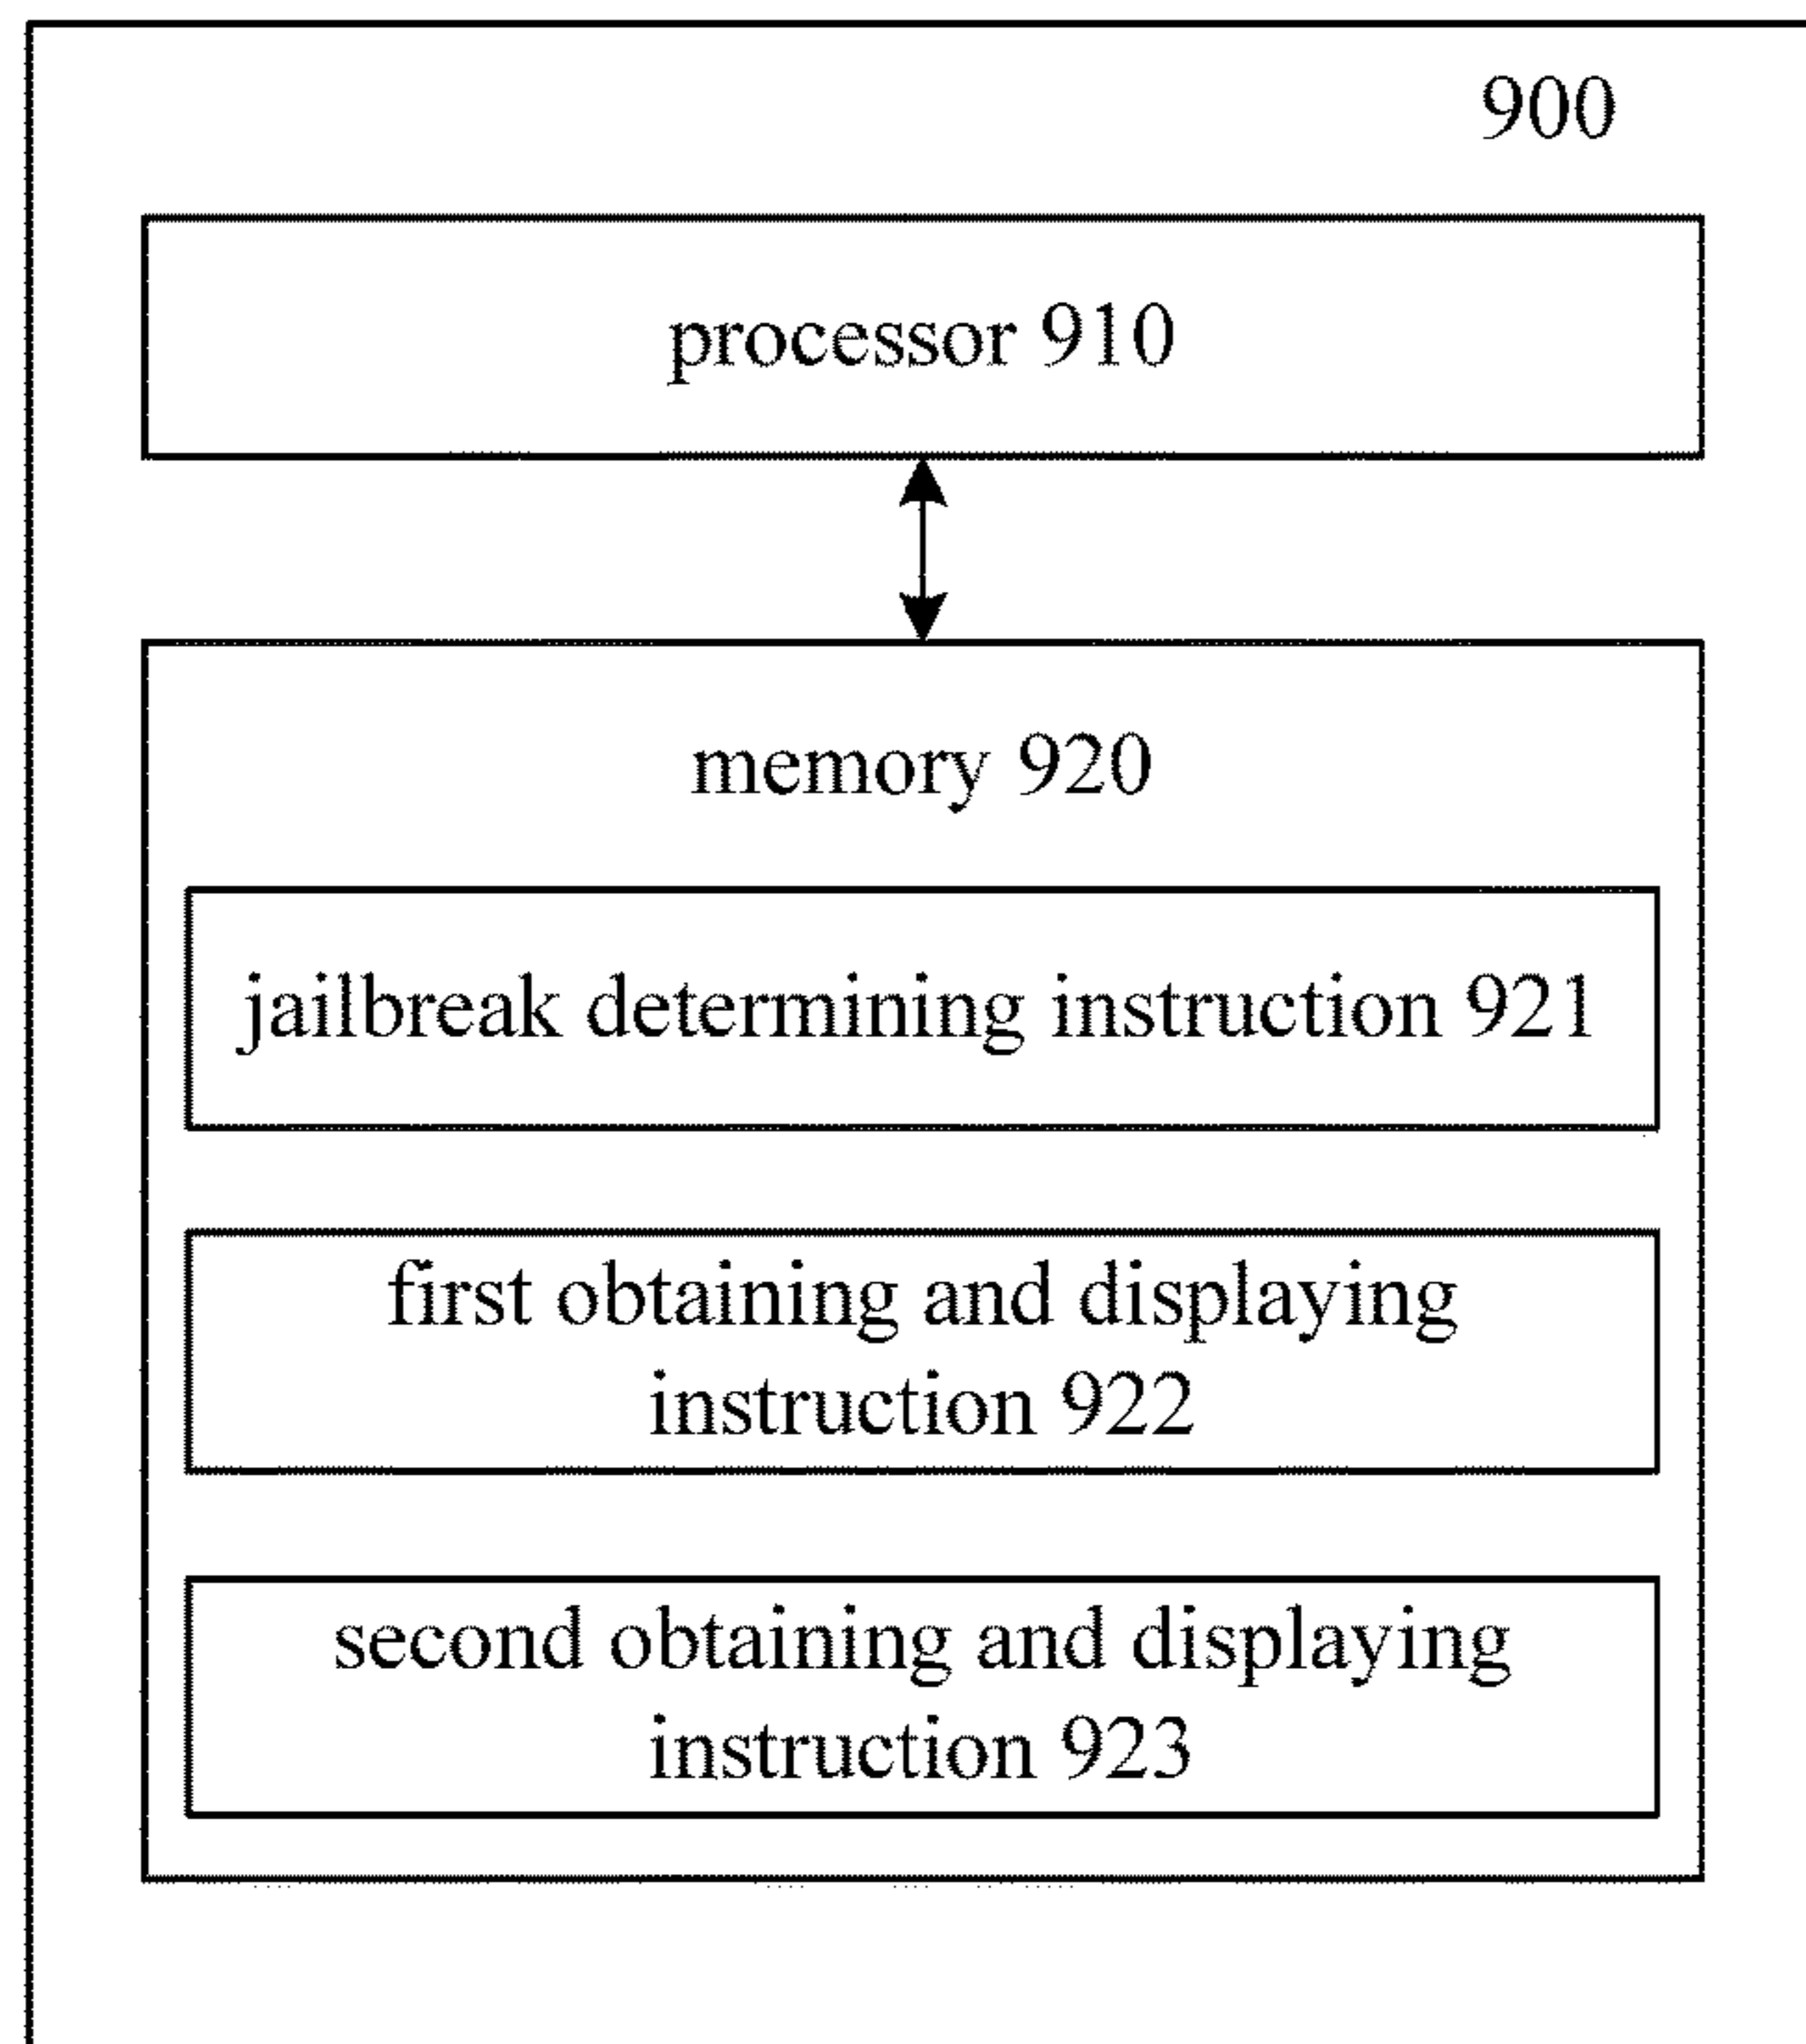 900
processor 910
memory 920
jailbreak determining instruction 921
first obtaining and displaying
instruction 922
second obtaining and displaying
instruction 923